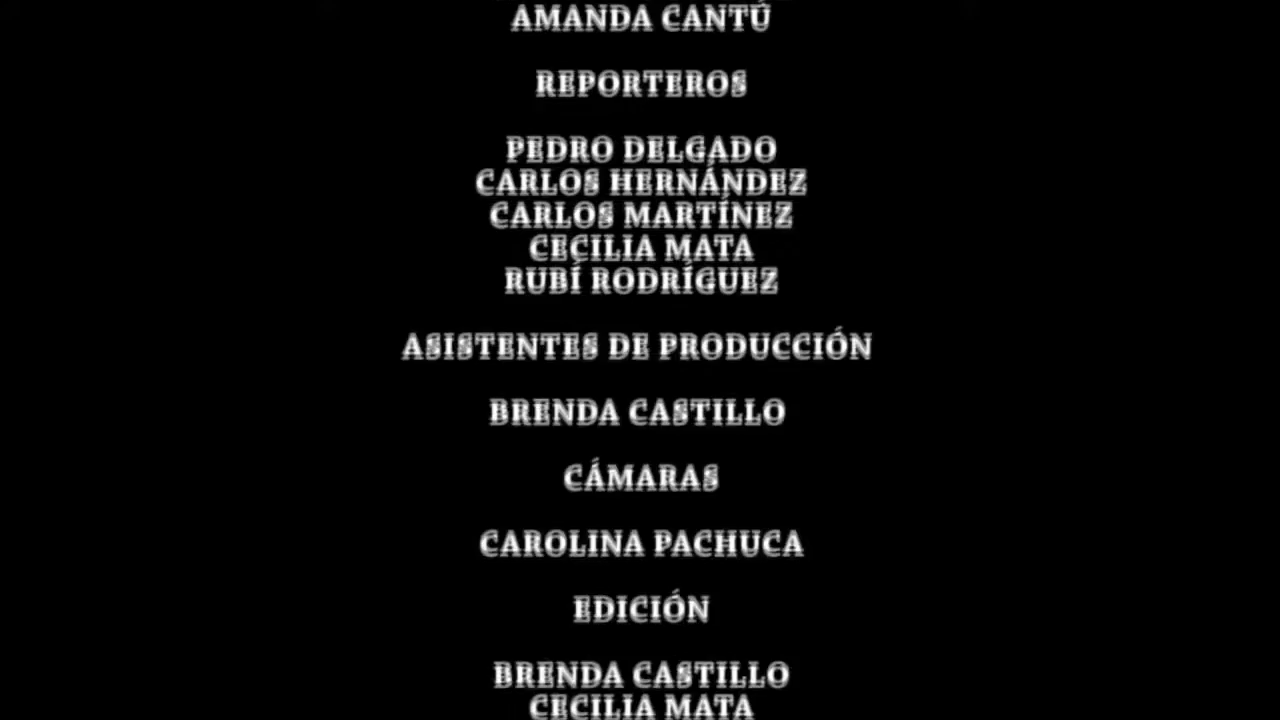 AMANDA CANTÚ
REPORTEROS
PEDRO DELGADO
CARLOS HERNÁNDEZ
CARLOS MARTÍNEZ
CECILIA MATA
RUBÍ RODRÍGUEZ
ASISTENTES DE PRODUCCIÓN
BRENDA CASTILLO
CÁMARAS
CAROLINA PACHUCA
EDICIÓN
BRENDA CASTILLO
CECILIA MATA